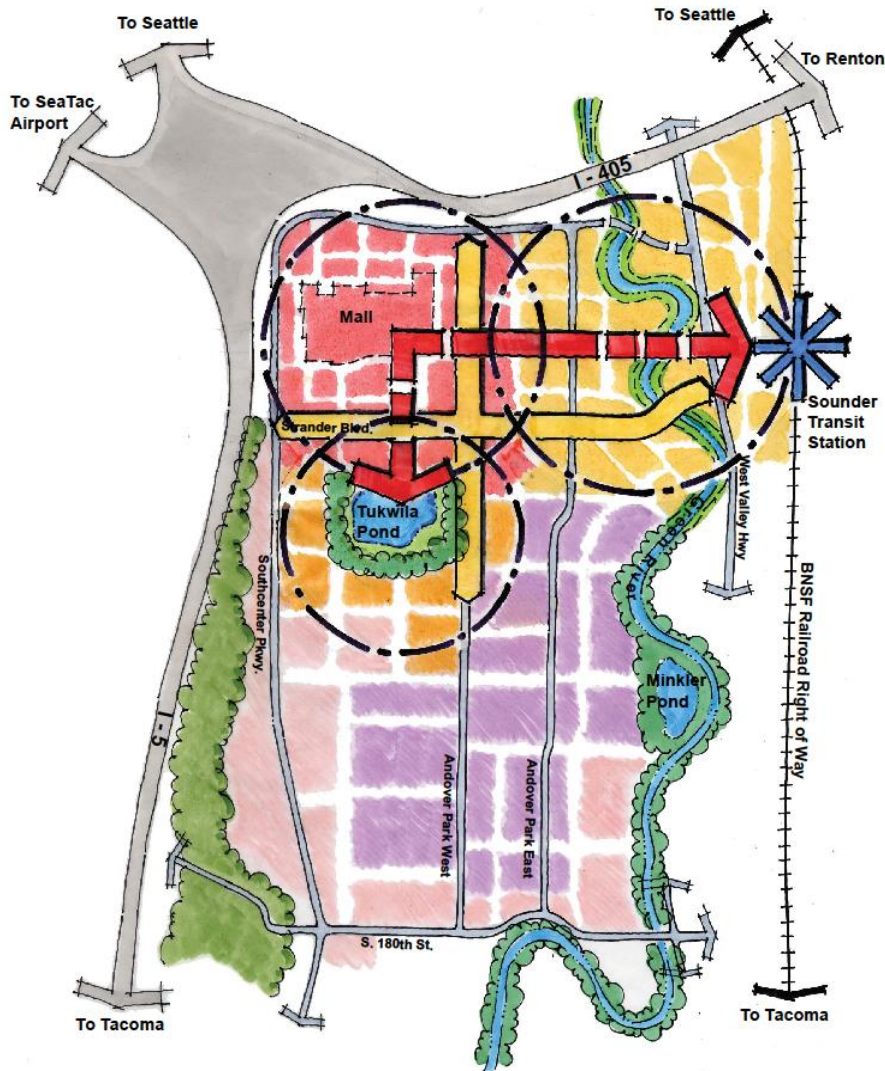 To Seattle
To Seattle
To Renton
To SeaTac
Airport
I - 405
Mall
Sounder
Transit
Station
Strander Blvd.
West Valley Hwy
Tukwila
Pond
Green River
Southcenter Pkwy.
BNSF Railroad Right of Way
Minkler
Pond
I - 5
Andover Park West
Andover Park East
S. 180th St.
To Tacoma
To Tacoma